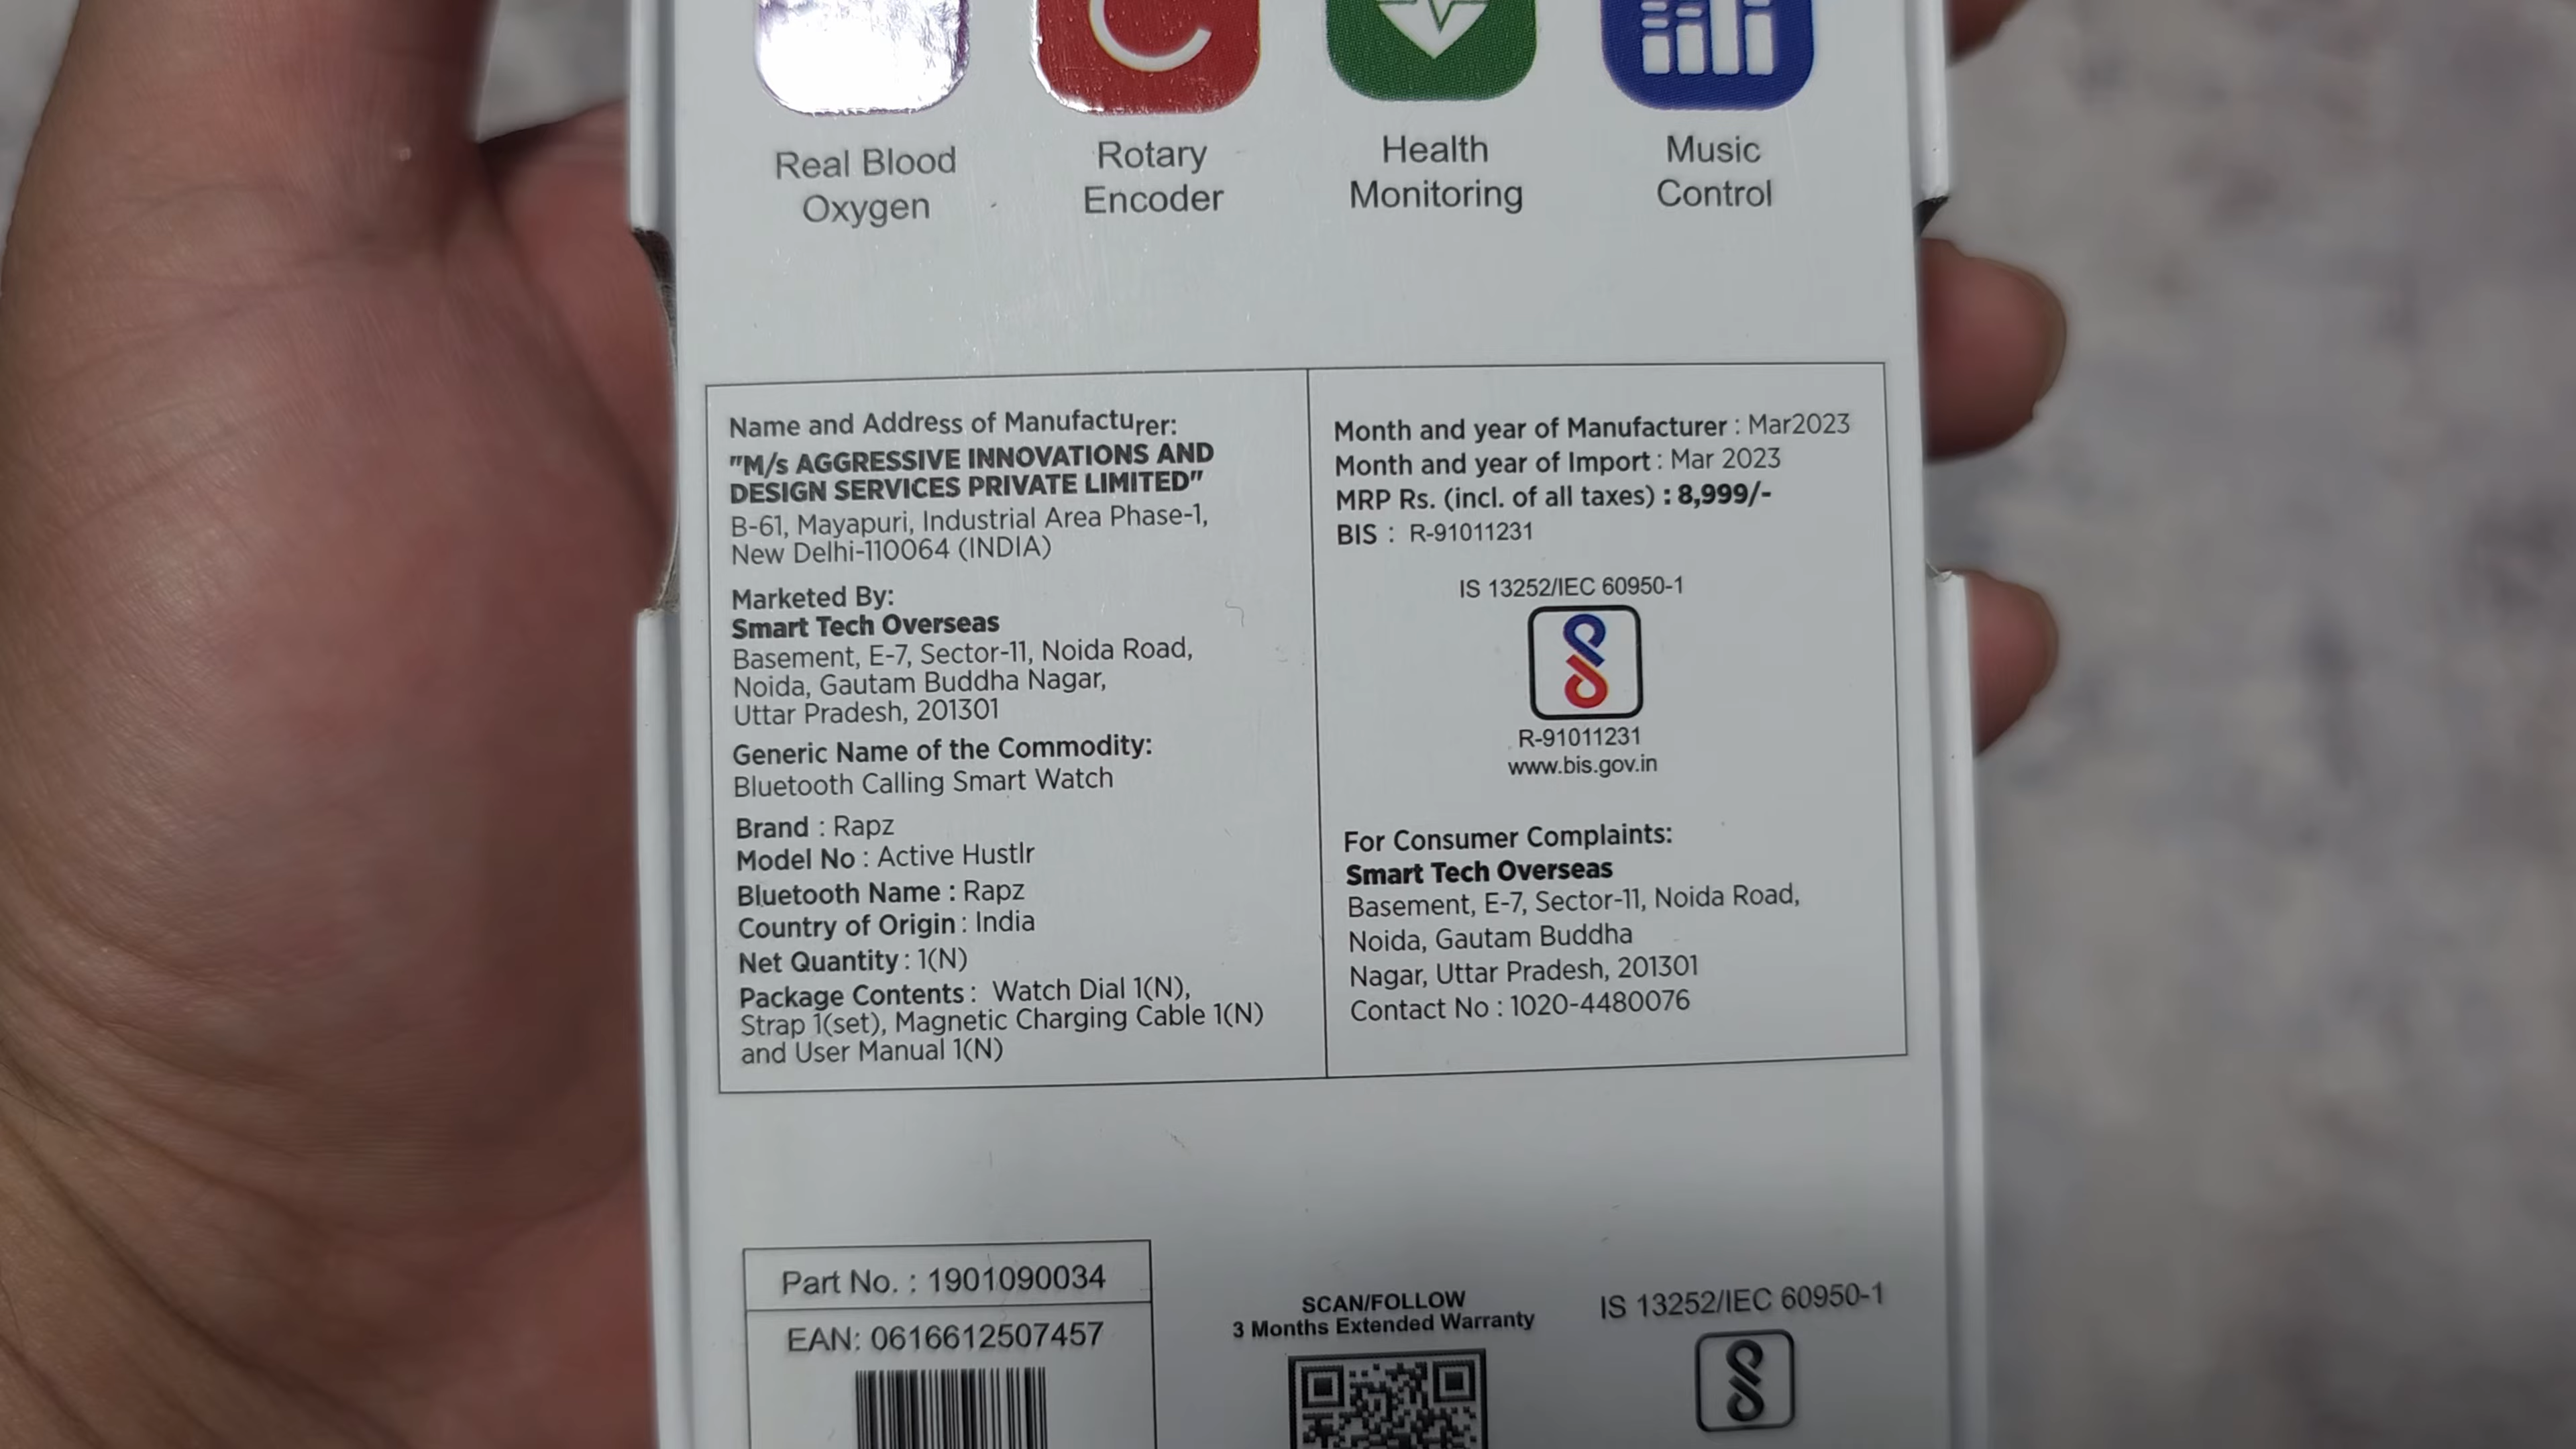 Real Blood
Oxygen
Rotary
Encoder
Health
Monitoring
Music
Control
Name and Address of Manufacturer:
"M/s AGGRESSIVE INNOVATIONS AND
DESIGN SERVICES PRIVATE LIMITED"
B-61, Mayapuri, Industrial Area Phase-1,
New Delhi-110064 (INDIA)
Marketed By:
Smart Tech Overseas
Basement, E-7, Sector-11, Noida Road,
Noida, Gautam Buddha Nagar,
Uttar Pradesh, 201301
Generic Name of the Commodity:
Bluetooth Calling Smart Watch
Brand : Rapz
Model No : Active Hustlr
Bluetooth Name : Rapz
Country of Origin : India
Net Quantity : 1(N)
Package Contents : Watch Dial 1(N),
Strap 1(set), Magnetic Charging Cable 1(N)
and User Manual 1(N)
Month and year of Manufacturer : Mar2023
Month and year of Import : Mar 2023
MRP Rs. (incl. of all taxes) : 8,999/-
BIS : R-91011231
IS 13252/IEC 60950-1
R-91011231
www.bis.gov.in
For Consumer Complaints:
Smart Tech Overseas
Basement, E-7, Sector-11, Noida Road,
Noida, Gautam Buddha
Nagar, Uttar Pradesh, 201301
Contact No : 1020-4480076
Part No. : 1901090034
EAN: 0616612507457
SCAN/FOLLOW
3 Months Extended Warranty
IS 13252/IEC 60950-1